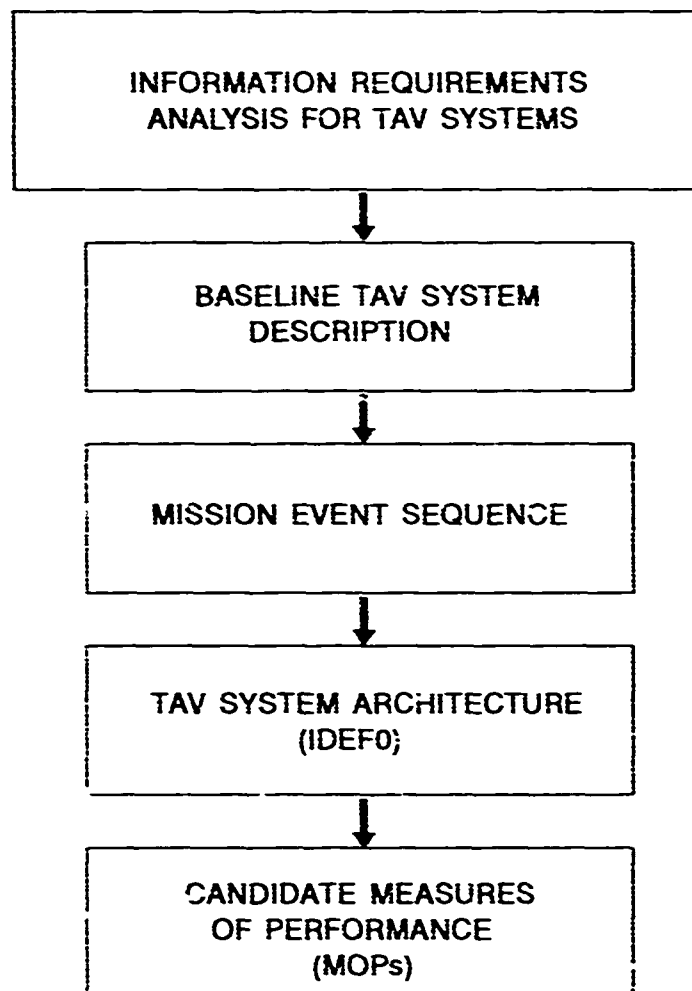 INFORMATION REQUIREMENTS
ANALYSIS FOR TAV SYSTEMS
BASELINE TAV SYSTEM
DESCRIPTION
MISSION EVENT SEQUENCE
TAV SYSTEM ARCHITECTURE
(IDEF0)
CANDIDATE MEASURES
OF PERFORMANCE
(MOPs)